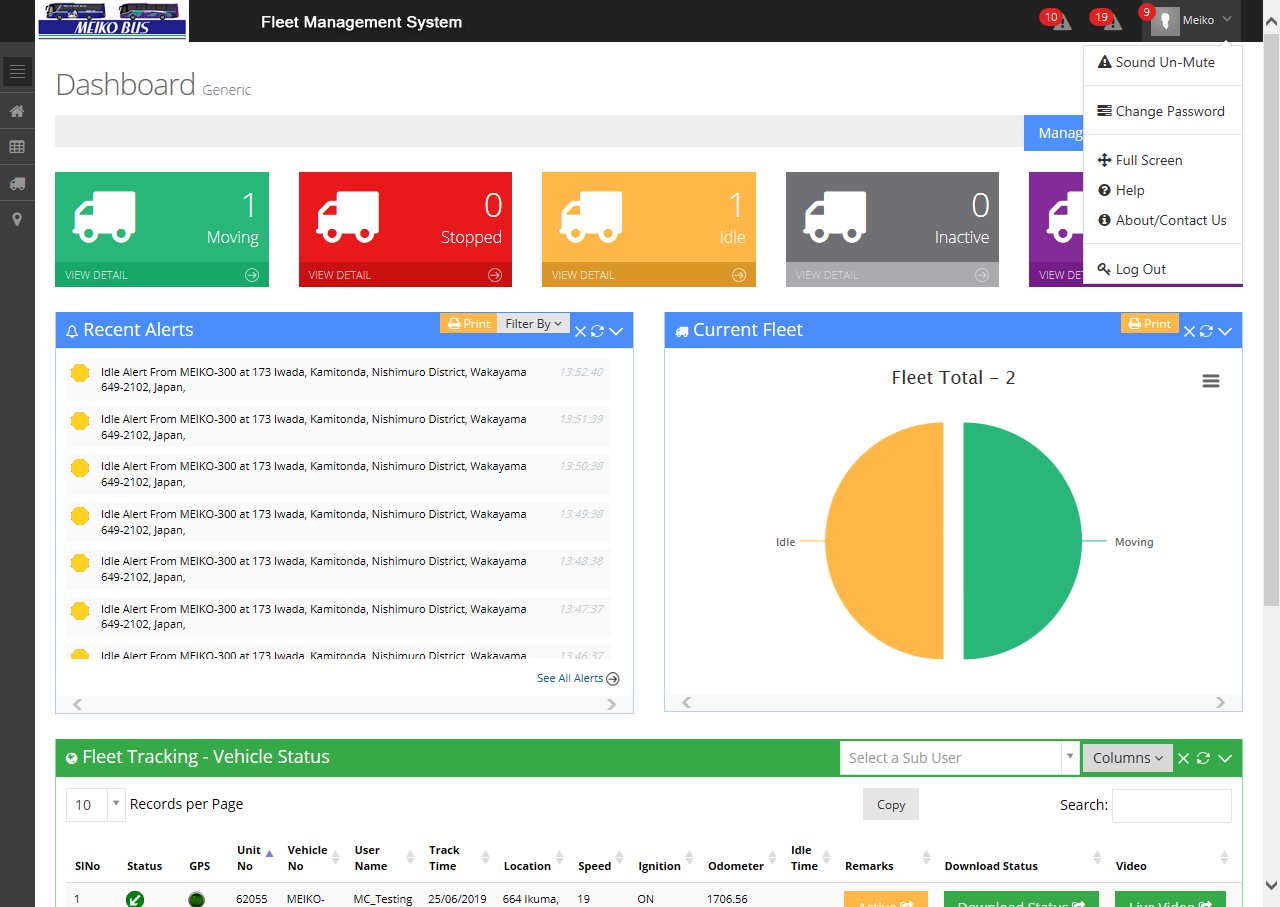 MEIKO BUS
Fleet Management System
10
19
9
Meiko
Sound Un-Mute
Change Password
Full Screen
Help
About/Contact Us
Log Out
Dashboard Generic
Manag
1
Moving
VIEW DETAIL
0
Stopped
VIEW DETAIL
1
Idle
VIEW DETAIL
0
Inactive
VIEW DETAIL
VIEW DE
Recent Alerts
Print
Filter By
Idle Alert From MEIKO-300 at 173 Iwada, Kamitonda, Nishimuro District, Wakayama
649-2102, Japan,
13:52:40
Idle Alert From MEIKO-300 at 173 Iwada, Kamitonda, Nishimuro District, Wakayama
649-2102, Japan,
13:51:39
Idle Alert From MEIKO-300 at 173 Iwada, Kamitonda, Nishimuro District, Wakayama
649-2102, Japan,
13:50:38
Idle Alert From MEIKO-300 at 173 Iwada, Kamitonda, Nishimuro District, Wakayama
649-2102, Japan,
13:49:38
Idle Alert From MEIKO-300 at 173 Iwada, Kamitonda, Nishimuro District, Wakayama
649-2102, Japan,
13:48:38
Idle Alert From MEIKO-300 at 173 Iwada, Kamitonda, Nishimuro District, Wakayama
649-2102, Japan,
13:47:37
Idle Alert From MEIKO-300 at 173 Iwada, Kamitonda, Nishimuro District, Wakayama
13:46:37
See All Alerts
Current Fleet
Print
Fleet Total - 2
Idle
Moving
Fleet Tracking - Vehicle Status
Select a Sub User
Columns
10 Records per Page
Copy
Search:
SlNo Status GPS Unit No Vehicle No User Name Track Time Location Speed Ignition Odometer Idle Time Remarks Download Status Video
1 62055 MEIKO- MC_Testing 25/06/2019 664 Ikuma, 19 ON 1706.56 Active Download Status Live Video